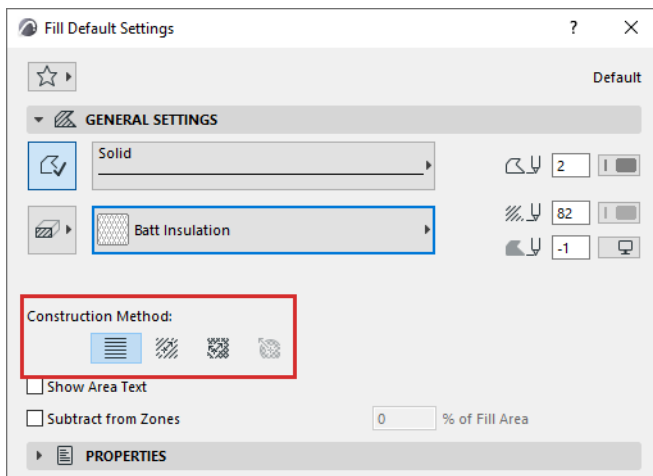 Fill Default Settings
?
Default
GENERAL SETTINGS
Solid
2
Batt Insulation
82
-1
Construction Method:
Show Area Text
Subtract from Zones
0
% of Fill Area
PROPERTIES